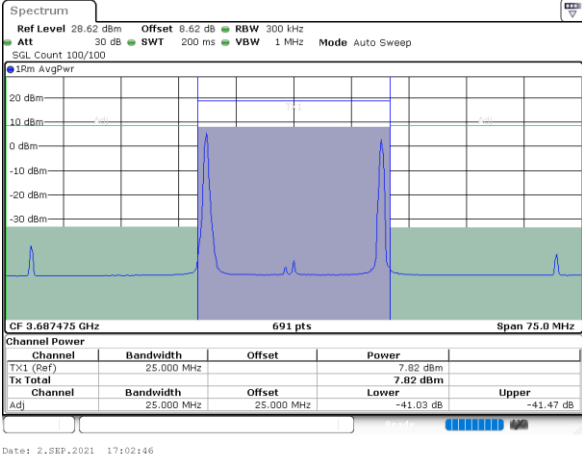 Spectrum
Ref Level 28.62 dBm Offset 8.62 dB RBW 300 kHz
Att 30 dB SWT 200 ms VBW 1 MHz Mode Auto Sweep
SGL Count 100/100
1Rm AvgPwr
20 dBm
TX1
10 dBm
Adj Adj
0 dBm
-10 dBm
-20 dBm
-30 dBm
CF 3.687475 GHz 691 pts Span 75.0 MHz
Channel Power
Channel Bandwidth Offset Power
TX1 (Ref) 25.000 MHz 7.82 dBm
Tx Total 7.82 dBm
Channel Bandwidth Offset Lower Upper
Adj 25.000 MHz 25.000 MHz -41.03 dB -41.47 dB
Ready
Date: 2.SEP.2021 17:02:46